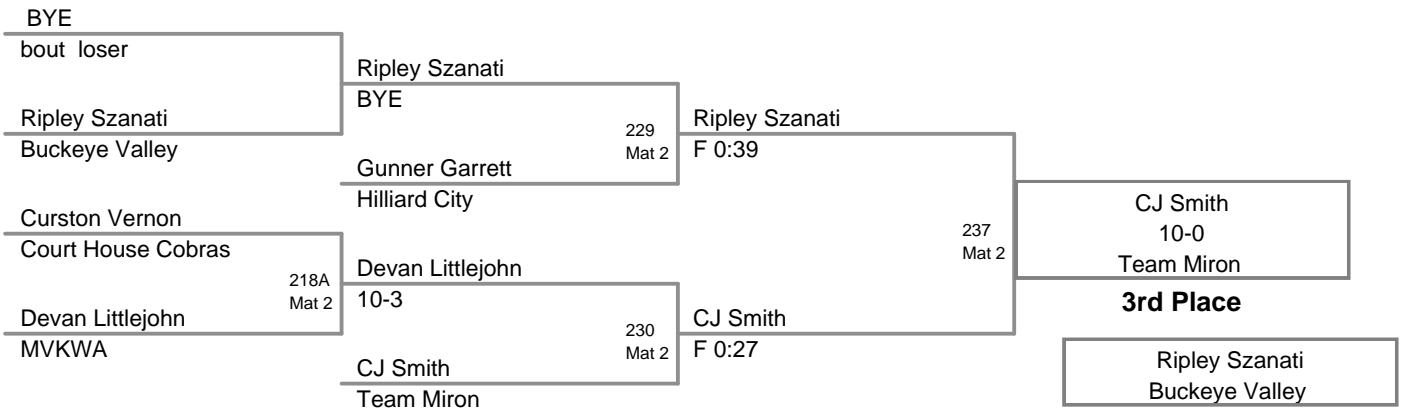 BYE
bout loser
Ripley Szanati
Buckeye Valley
Curston Vernon
Court House Cobras
218A
Mat 2
Devan Littlejohn
MVKWA
Ripley Szanati
BYE
229
Mat 2
Gunner Garrett
Hilliard City
Devan Littlejohn
10-3
230
Mat 2
CJ Smith
Team Miron
Ripley Szanati
F 0:39
237
Mat 2
CJ Smith
F 0:27
CJ Smith
10-0
Team Miron
3rd Place
Ripley Szanati
Buckeye Valley